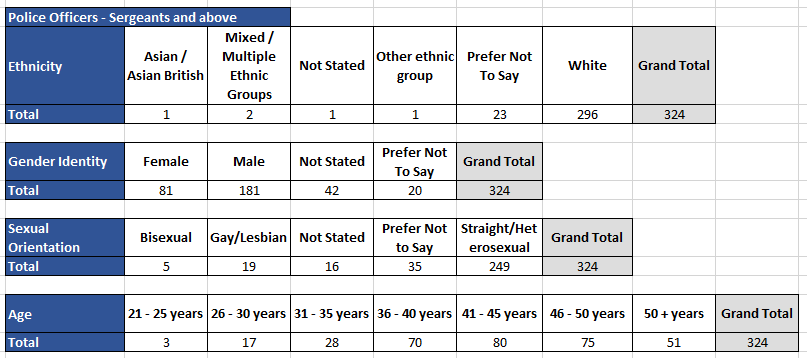 Police Officers - Sergeants and above
Ethnicity Asian / Asian British Mixed / Multiple Ethnic Groups Not Stated Other ethnic group Prefer Not To Say White Grand Total
Total 1 2 1 1 23 296 324
Gender Identity Female Male Not Stated Prefer Not To Say Grand Total
Total 81 181 42 20 324
Sexual Orientation Bisexual Gay/Lesbian Not Stated Prefer Not to Say Straight/Heterosexual Grand Total
Total 5 19 16 35 249 324
Age 21 - 25 years 26 - 30 years 31 - 35 years 36 - 40 years 41 - 45 years 46 - 50 years 50 + years Grand Total
Total 3 17 28 70 80 75 51 324